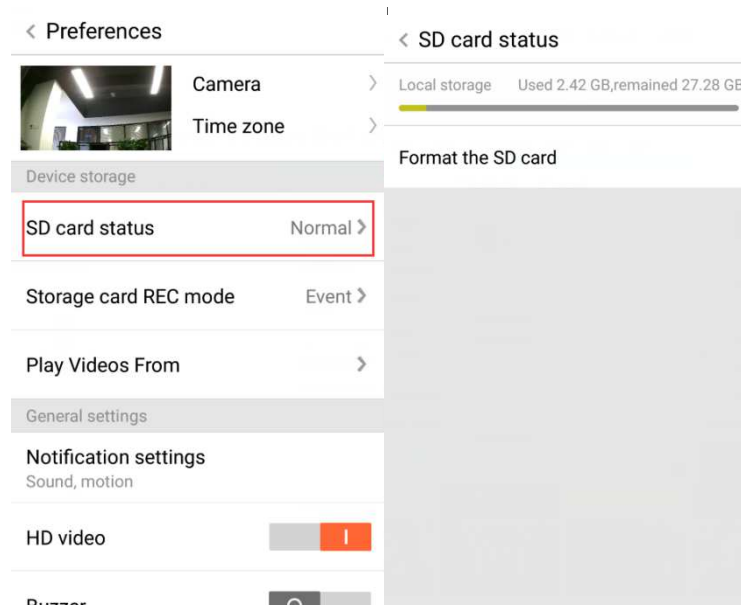 Preferences
Camera
Time zone
Device storage
SD card status Normal
Storage card REC mode Event
Play Videos From
General settings
Notification settings
Sound, motion
HD video
Buzzer
SD card status
Local storage Used 2.42 GB,remained 27.28 GB
Format the SD card